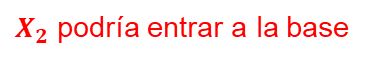 X₂ podría entrar a la base